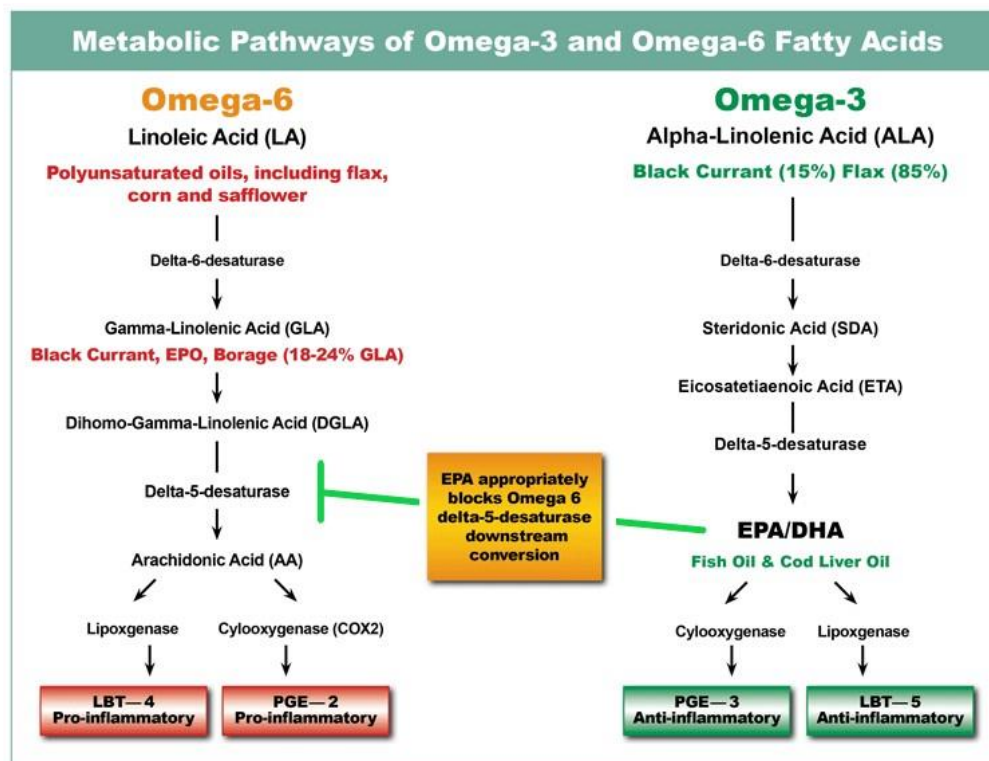 Metabolic Pathways of Omega-3 and Omega-6 Fatty Acids
Omega-6
Linoleic Acid (LA)
Polyunsaturated oils, including flax,
corn and safflower
Delta-6-desaturase
Gamma-Linolenic Acid (GLA)
Black Currant, EPO, Borage (18-24% GLA)
Dihomo-Gamma-Linolenic Acid (DGLA)
Delta-5-desaturase
Arachidonic Acid (AA)
Lipoxgenase
Cylooxygenase (COX2)
LBT—4
Pro-inflammatory
PGE—2
Pro-inflammatory
EPA appropriately
blocks Omega 6
delta-5-desaturase
downstream
conversion
Omega-3
Alpha-Linolenic Acid (ALA)
Black Currant (15%) Flax (85%)
Delta-6-desaturase
Steridonic Acid (SDA)
Eicosatetiaenoic Acid (ETA)
Delta-5-desaturase
EPA/DHA
Fish Oil & Cod Liver Oil
Cylooxygenase
Lipoxgenase
PGE—3
Anti-inflammatory
LBT—5
Anti-inflammatory